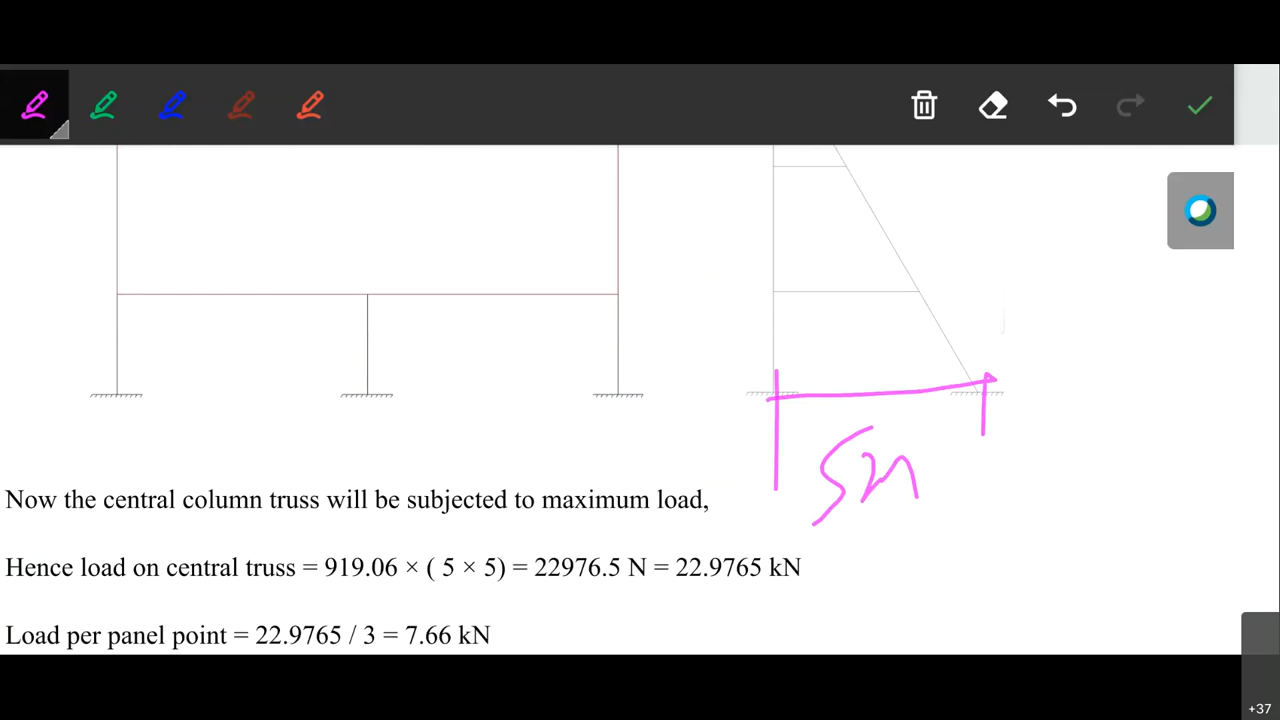 5m
Now the central column truss will be subjected to maximum load,
Hence load on central truss = 919.06 × ( 5 × 5) = 22976.5 N = 22.9765 kN
Load per panel point = 22.9765 / 3 = 7.66 kN
+37